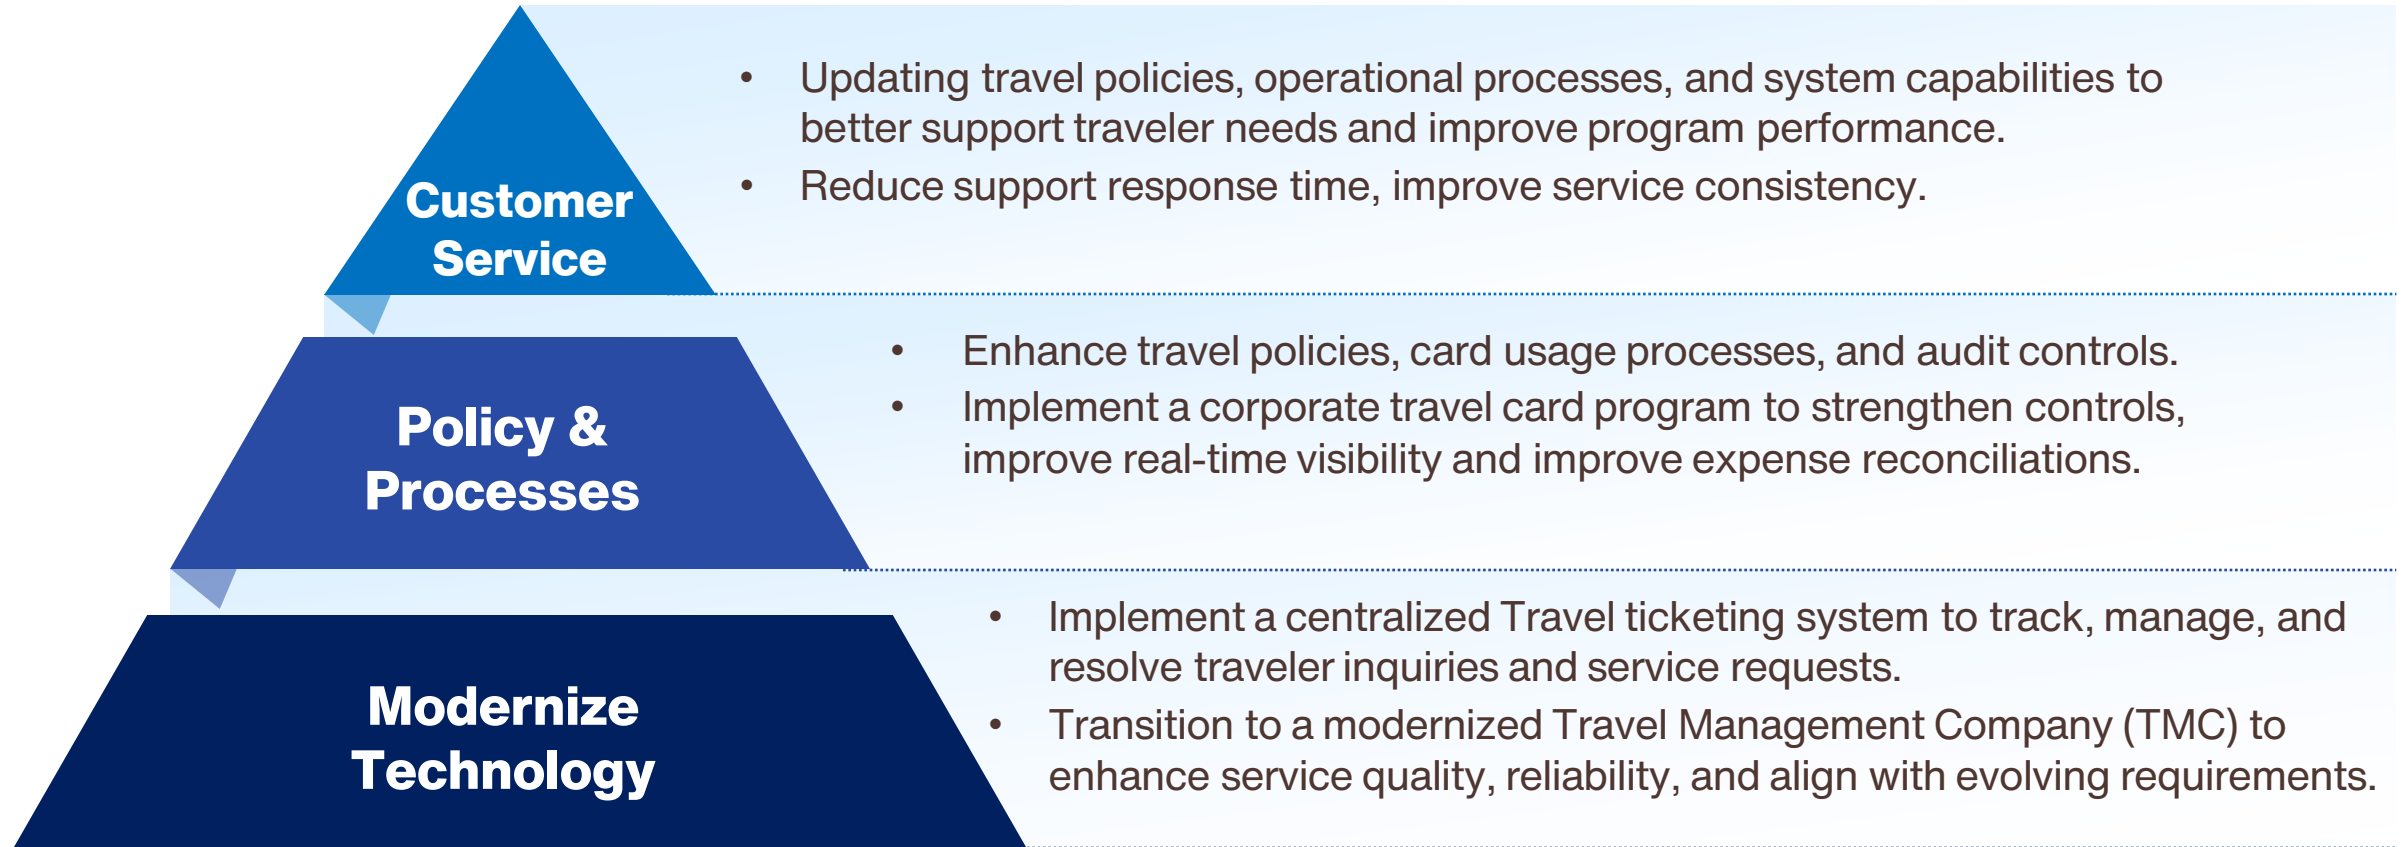 Customer
Service
• Updating travel policies, operational processes, and system capabilities to
better support traveler needs and improve program performance.
• Reduce support response time, improve service consistency.
Policy &
Processes
• Enhance travel policies, card usage processes, and audit controls.
• Implement a corporate travel card program to strengthen controls,
improve real-time visibility and improve expense reconciliations.
Modernize
Technology
• Implement a centralized Travel ticketing system to track, manage, and
resolve traveler inquiries and service requests.
• Transition to a modernized Travel Management Company (TMC) to
enhance service quality, reliability, and align with evolving requirements.